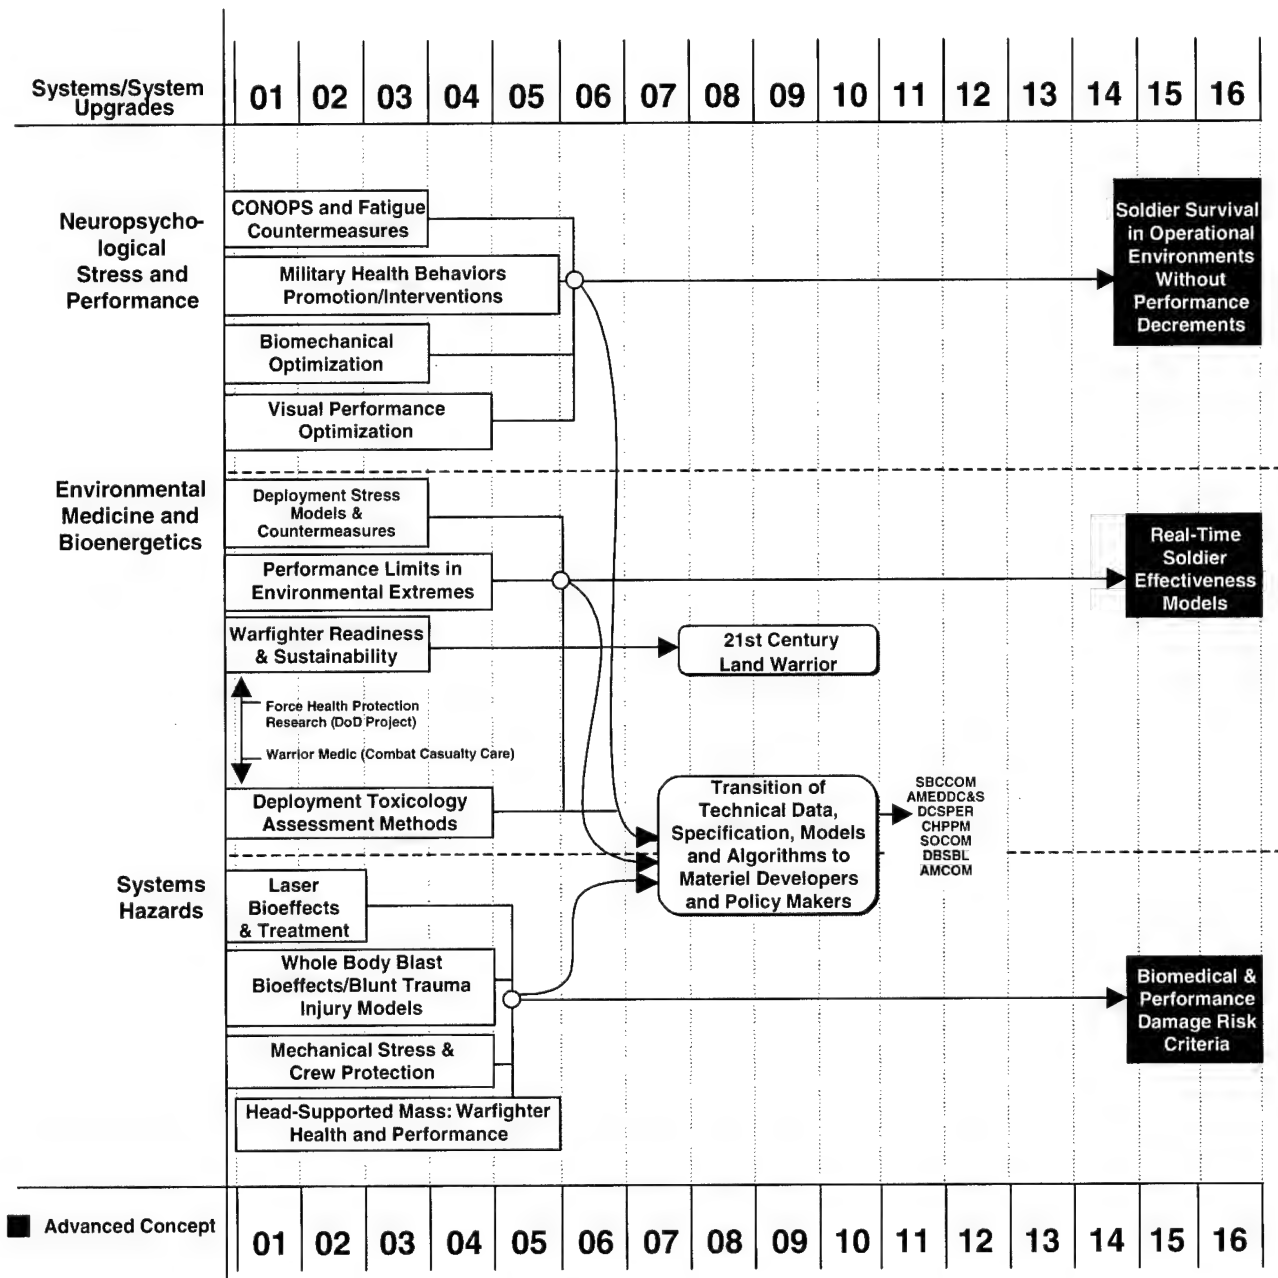 Systems/System
Upgrades
01 02 03 04 05 06 07 08 09 10 11 12 13 14 15 16
Neuropsycho-
logical
Stress and
Performance
CONOPS and Fatigue
Countermeasures
Military Health Behaviors
Promotion/Interventions
Biomechanical
Optimization
Visual Performance
Optimization
Soldier Survival
in Operational
Environments
Without
Performance
Decrements
Environmental
Medicine and
Bioenergetics
Deployment Stress
Models &
Countermeasures
Performance Limits in
Environmental Extremes
Warfighter Readiness
& Sustainability
Force Health Protection
Research (DoD Project)
Warrior Medic (Combat Casualty Care)
Deployment Toxicology
Assessment Methods
21st Century
Land Warrior
Real-Time
Soldier
Effectiveness
Models
Transition of
Technical Data,
Specification, Models
and Algorithms to
Materiel Developers
and Policy Makers
SBCCOM
AMEDDC&S
DCSPER
CHPPM
SOCOM
DBSBL
AMCOM
Systems
Hazards
Laser
Bioeffects
& Treatment
Whole Body Blast
Bioeffects/Blunt Trauma
Injury Models
Mechanical Stress &
Crew Protection
Head-Supported Mass: Warfighter
Health and Performance
Biomedical &
Performance
Damage Risk
Criteria
Advanced Concept
01 02 03 04 05 06 07 08 09 10 11 12 13 14 15 16